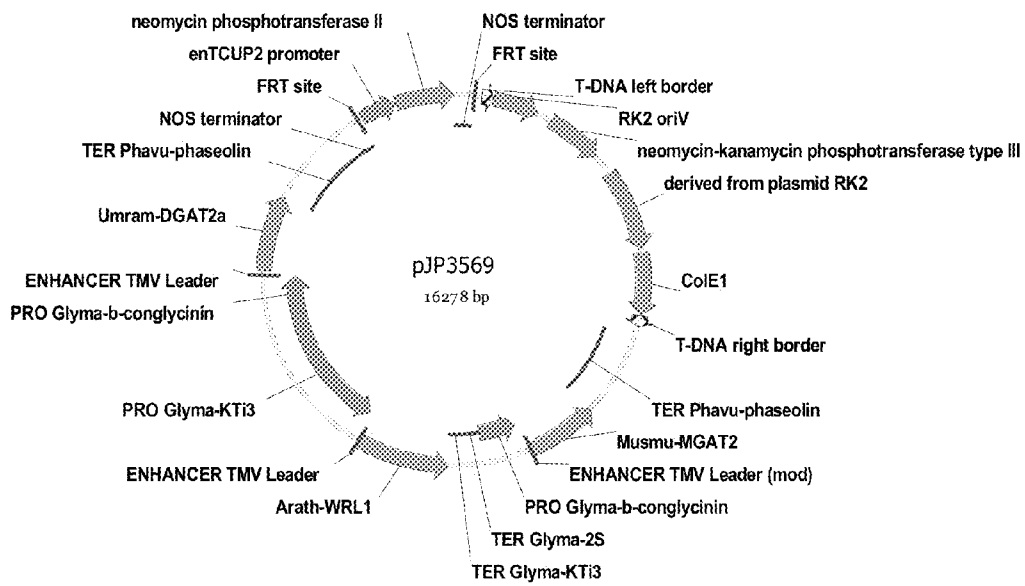 neomycin phosphotransferase II
NOS terminator
enTCUP2 promoter
FRT site
FRT site
T-DNA left border
NOS terminator
RK2 oriV
TER Phavu-phaseolin
neomycin-kanamycin phosphotransferase type III
derived from plasmid RK2
Umram-DGAT2a
pJP3569
ENHANCER TMV Leader
ColE1
16278 bp
PRO Glyma-b-conglycinin
T-DNA right border
PRO Glyma-KTi3
TER Phavu-phaseolin
Musmu-MGAT2
ENHANCER TMV Leader
ENHANCER TMV Leader (mod)
Arath-WRL1
PRO Glyma-b-conglycinin
TER Glyma-2S
TER Glyma-KTi3